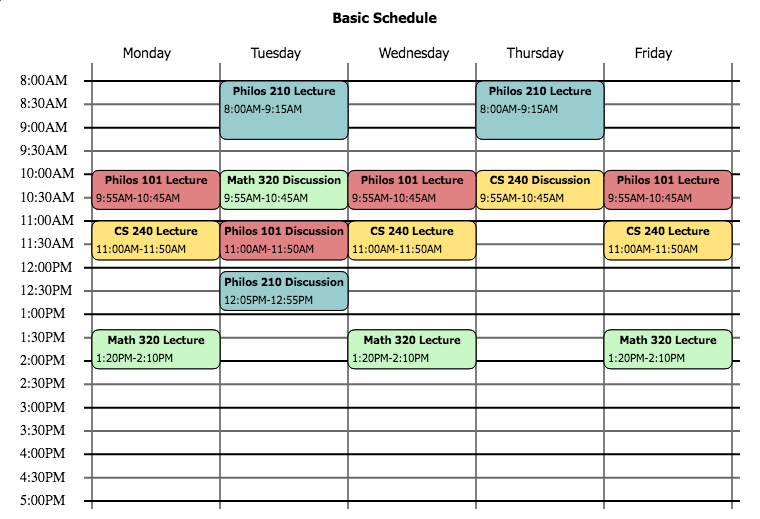 Basic Schedule
Monday Tuesday Wednesday Thursday Friday
8:00AM
Philos 210 Lecture Philos 210 Lecture
8:30AM
8:00AM-9:15AM 8:00AM-9:15AM
9:00AM
9:30AM
10:00AM
Philos 101 Lecture Math 320 Discussion Philos 101 Lecture CS 240 Discussion Philos 101 Lecture
10:30AM
9:55AM-10:45AM 9:55AM-10:45AM 9:55AM-10:45AM 9:55AM-10:45AM 9:55AM-10:45AM
11:00AM
CS 240 Lecture Philos 101 Discussion CS 240 Lecture CS 240 Lecture
11:30AM
11:00AM-11:50AM 11:00AM-11:50AM 11:00AM-11:50AM 11:00AM-11:50AM
12:00PM
Philos 210 Discussion
12:30PM
12:05PM-12:55PM
1:00PM
1:30PM
Math 320 Lecture Math 320 Lecture Math 320 Lecture
2:00PM
1:20PM-2:10PM 1:20PM-2:10PM 1:20PM-2:10PM
2:30PM
3:00PM
3:30PM
4:00PM
4:30PM
5:00PM